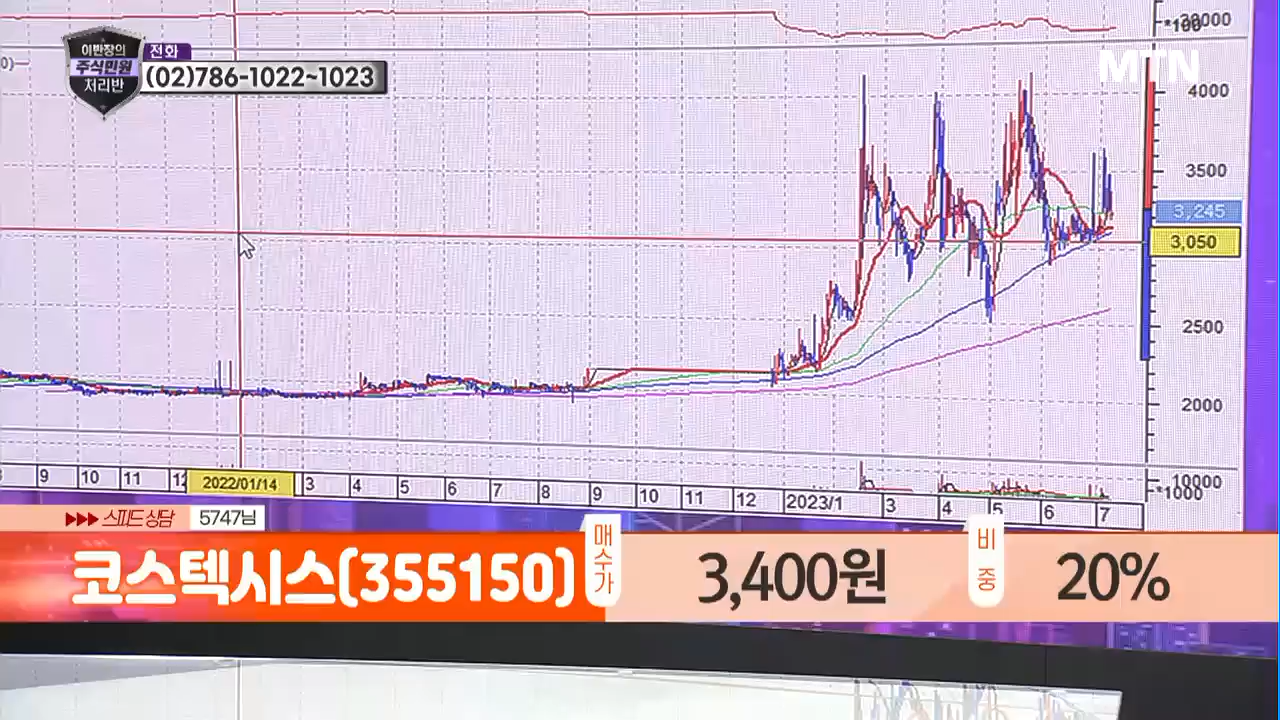 이반장의
주식민원
처리반
전화
(02)786-1022~1023
MTN
*100
4000
3500
3,245
3,050
2500
2000
10000
*1000
9
10
11
2022/01/14
3
4
5
6
7
8
9
10
11
12
2023/1
3
4
5
6
7
스피드 상담
5747님
코스텍시스(355150)
매수가
3,400원
비중
20%